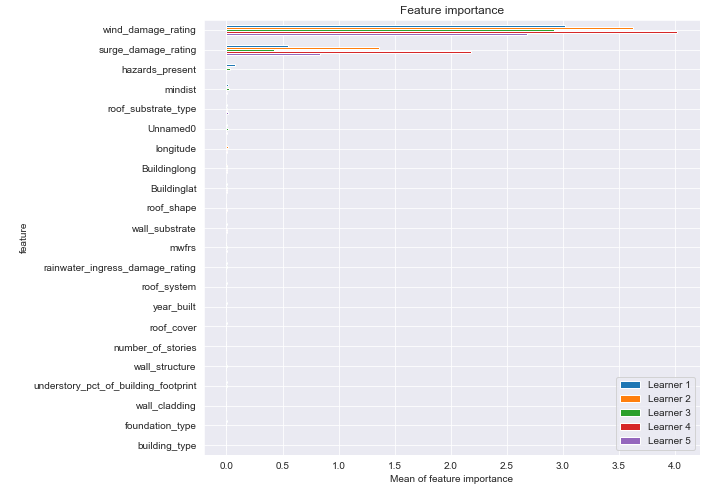 Feature importance
wind_damage_rating
surge_damage_rating
hazards_present
mindist
roof_substrate_type
Unnamed0
longitude
Buildinglong
Buildinglat
roof_shape
wall_substrate
mwfrs
rainwater_ingress_damage_rating
roof_system
year_built
roof_cover
number_of_stories
wall_structure
understory_pct_of_building_footprint
wall_cladding
foundation_type
building_type
feature
Learner 1
Learner 2
Learner 3
Learner 4
Learner 5
0.0 0.5 1.0 1.5 2.0 2.5 3.0 3.5 4.0
Mean of feature importance